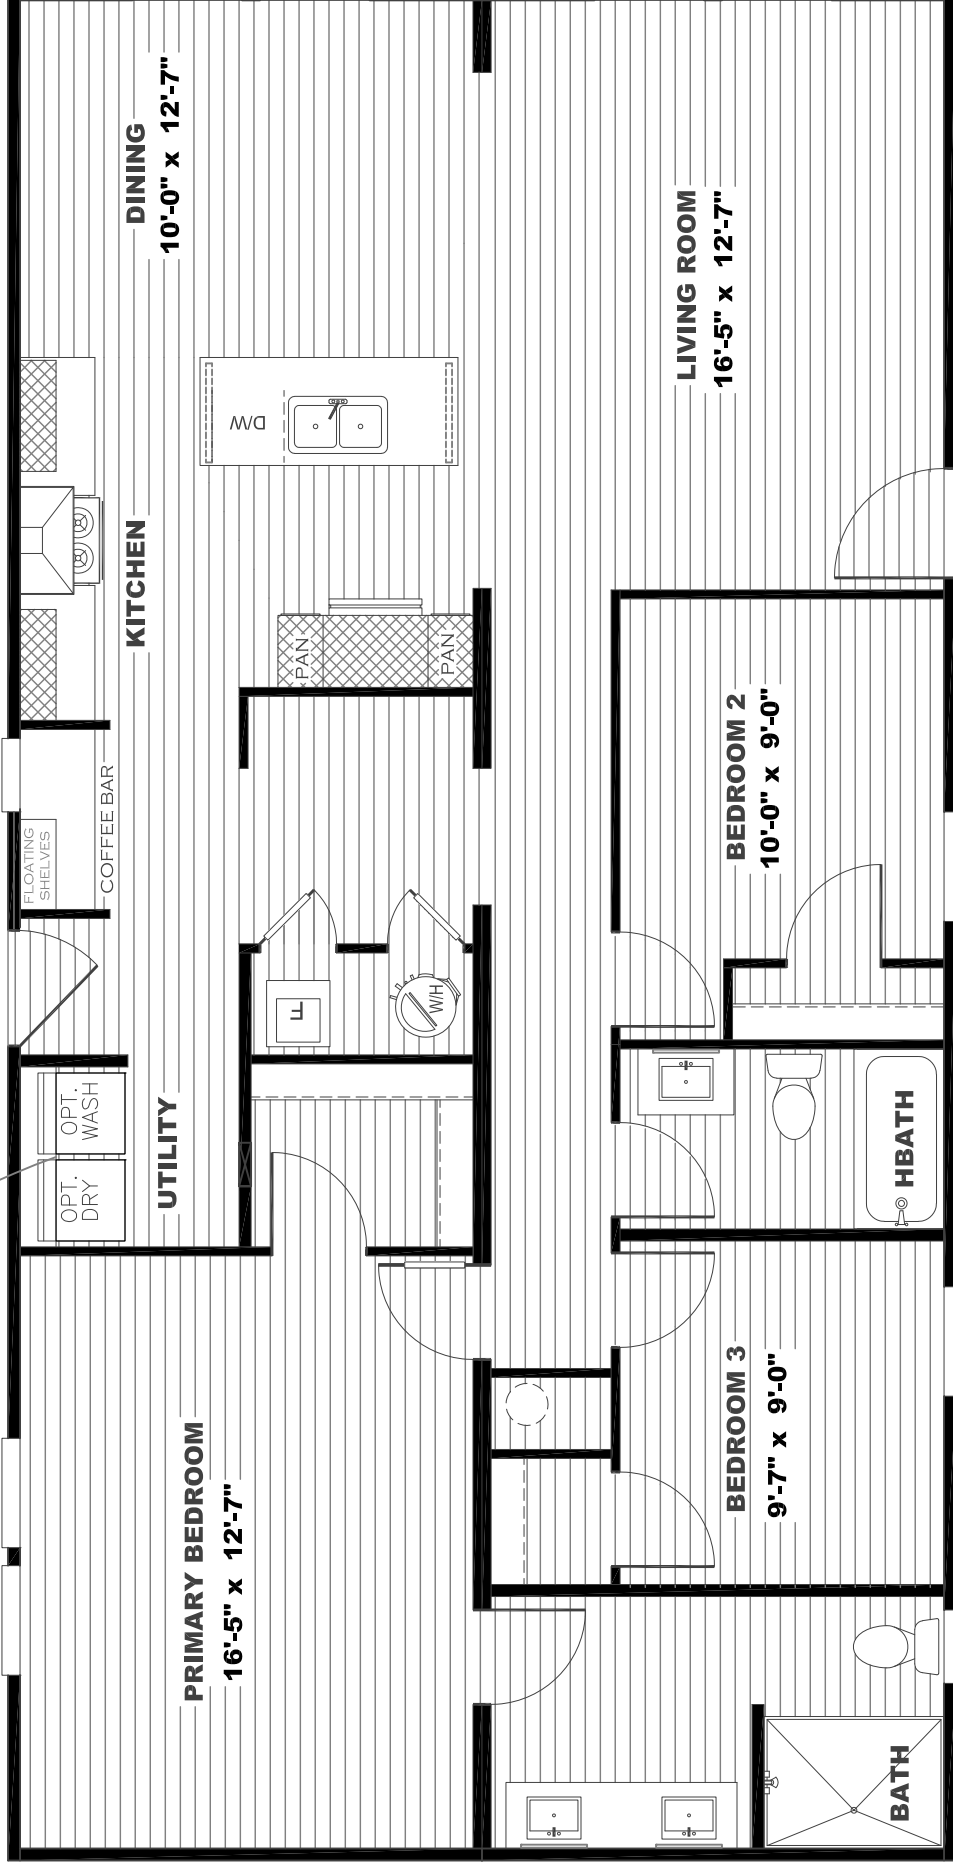 DINING
10'-0" x 12'-7"
LIVING ROOM
16'-5" x 12'-7"
D/W
KITCHEN
PAN
PAN
BEDROOM 2
10'-0" x 9'-0"
FLOATING
SHELVES
COFFEE BAR
F
W/H
OPT.
WASH
OPT.
DRY
UTILITY
HBATH
PRIMARY BEDROOM
16'-5" x 12'-7"
BEDROOM 3
9'-7" x 9'-0"
BATH